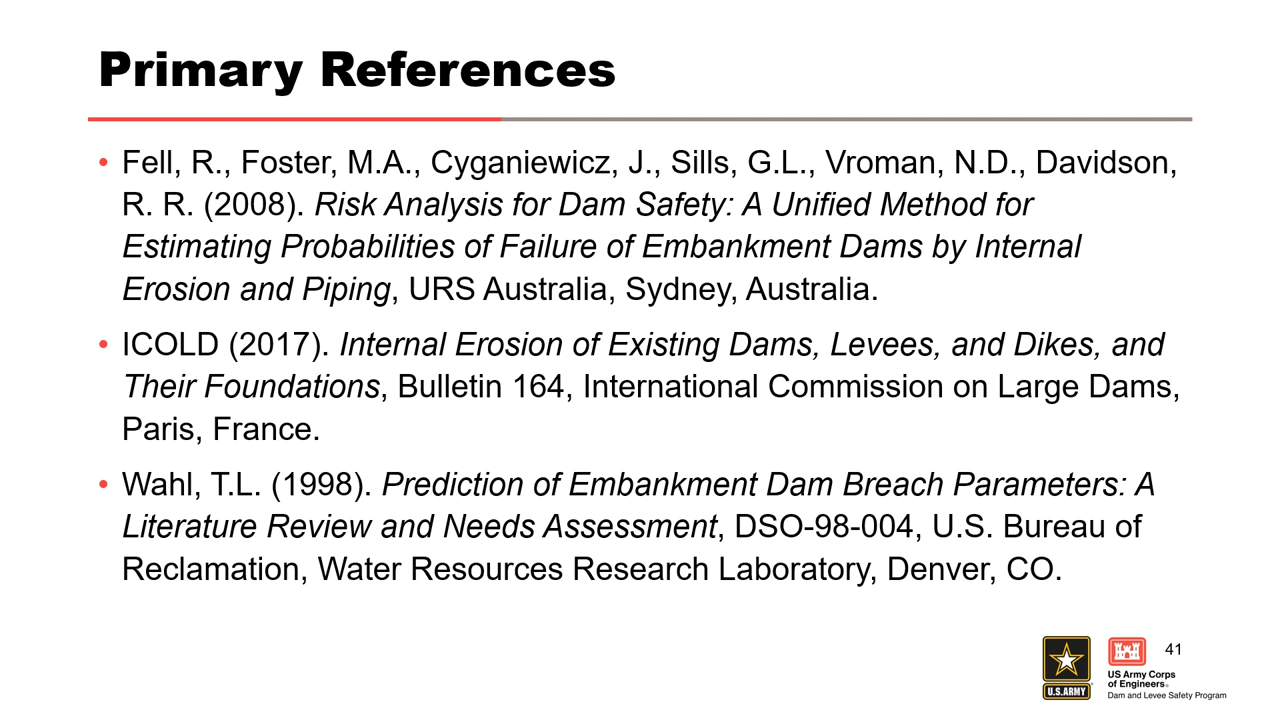 Primary References
• Fell, R., Foster, M.A., Cyganiewicz, J., Sills, G.L., Vroman, N.D., Davidson,
R. R. (2008). Risk Analysis for Dam Safety: A Unified Method for
Estimating Probabilities of Failure of Embankment Dams by Internal
Erosion and Piping, URS Australia, Sydney, Australia.
• ICOLD (2017). Internal Erosion of Existing Dams, Levees, and Dikes, and
Their Foundations, Bulletin 164, International Commission on Large Dams,
Paris, France.
• Wahl, T.L. (1998). Prediction of Embankment Dam Breach Parameters: A
Literature Review and Needs Assessment, DSO-98-004, U.S. Bureau of
Reclamation, Water Resources Research Laboratory, Denver, CO.
41
U.S.ARMY
US Army Corps
of Engineers®
Dam and Levee Safety Program